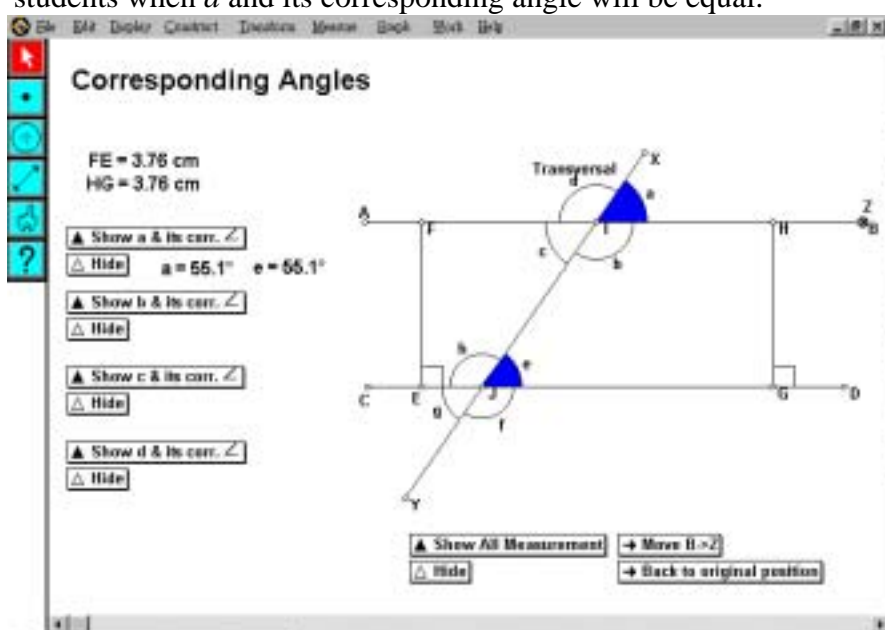 students when a and its corresponding angle will be equal.
File Edit Display Construct Transform Measure Graph Work Help
Corresponding Angles
FE = 3.76 cm
HG = 3.76 cm
▲ Show a & its corr. ∠
△ Hide a = 55.1° e = 55.1°
▲ Show b & its corr. ∠
△ Hide
▲ Show c & its corr. ∠
△ Hide
▲ Show d & its corr. ∠
△ Hide
X
Transversal
d
a
A
F
I
H
Z
B
c
b
h
e
C
E
J
G
D
g
f
Y
▲ Show All Measurement → Move B->Z
△ Hide → Back to original position